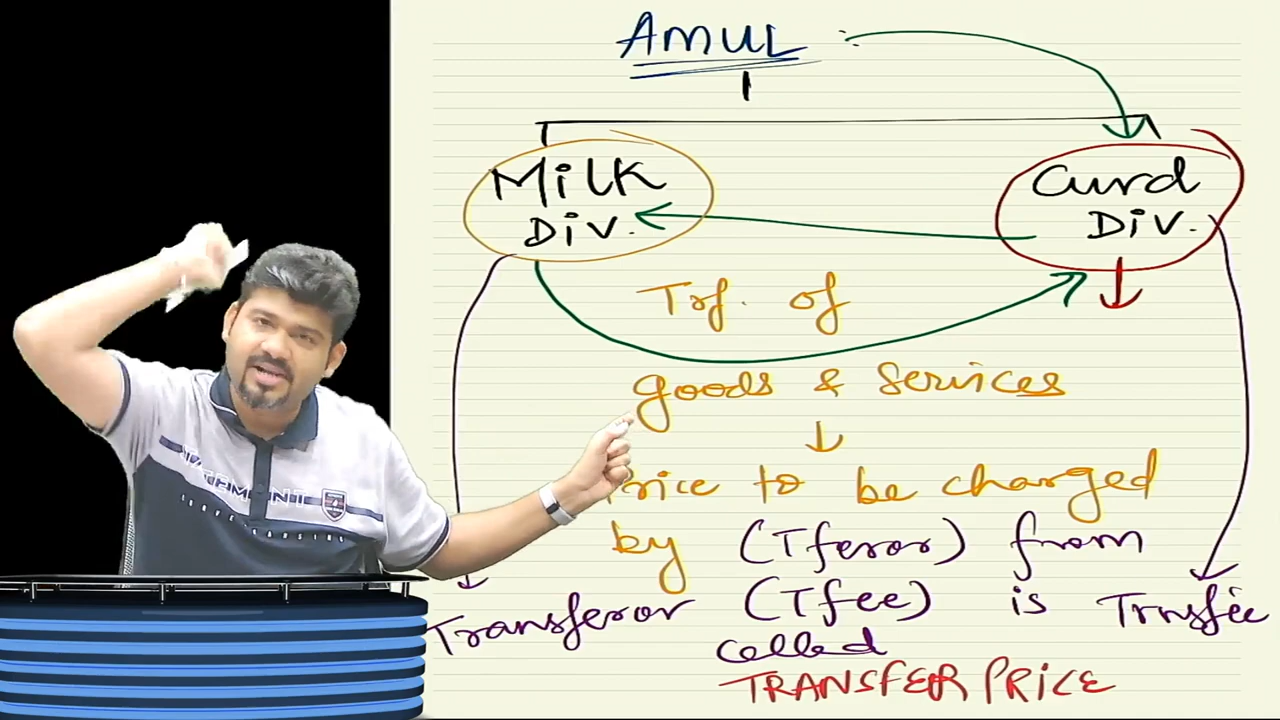 AMUL
Milk Curd
Div. Div.
Trf. of
goods & Services
Price to be charged
by (Tferor) from
(Tfee) is
Transferor Trnsfee
called
TRANSFER PRICE